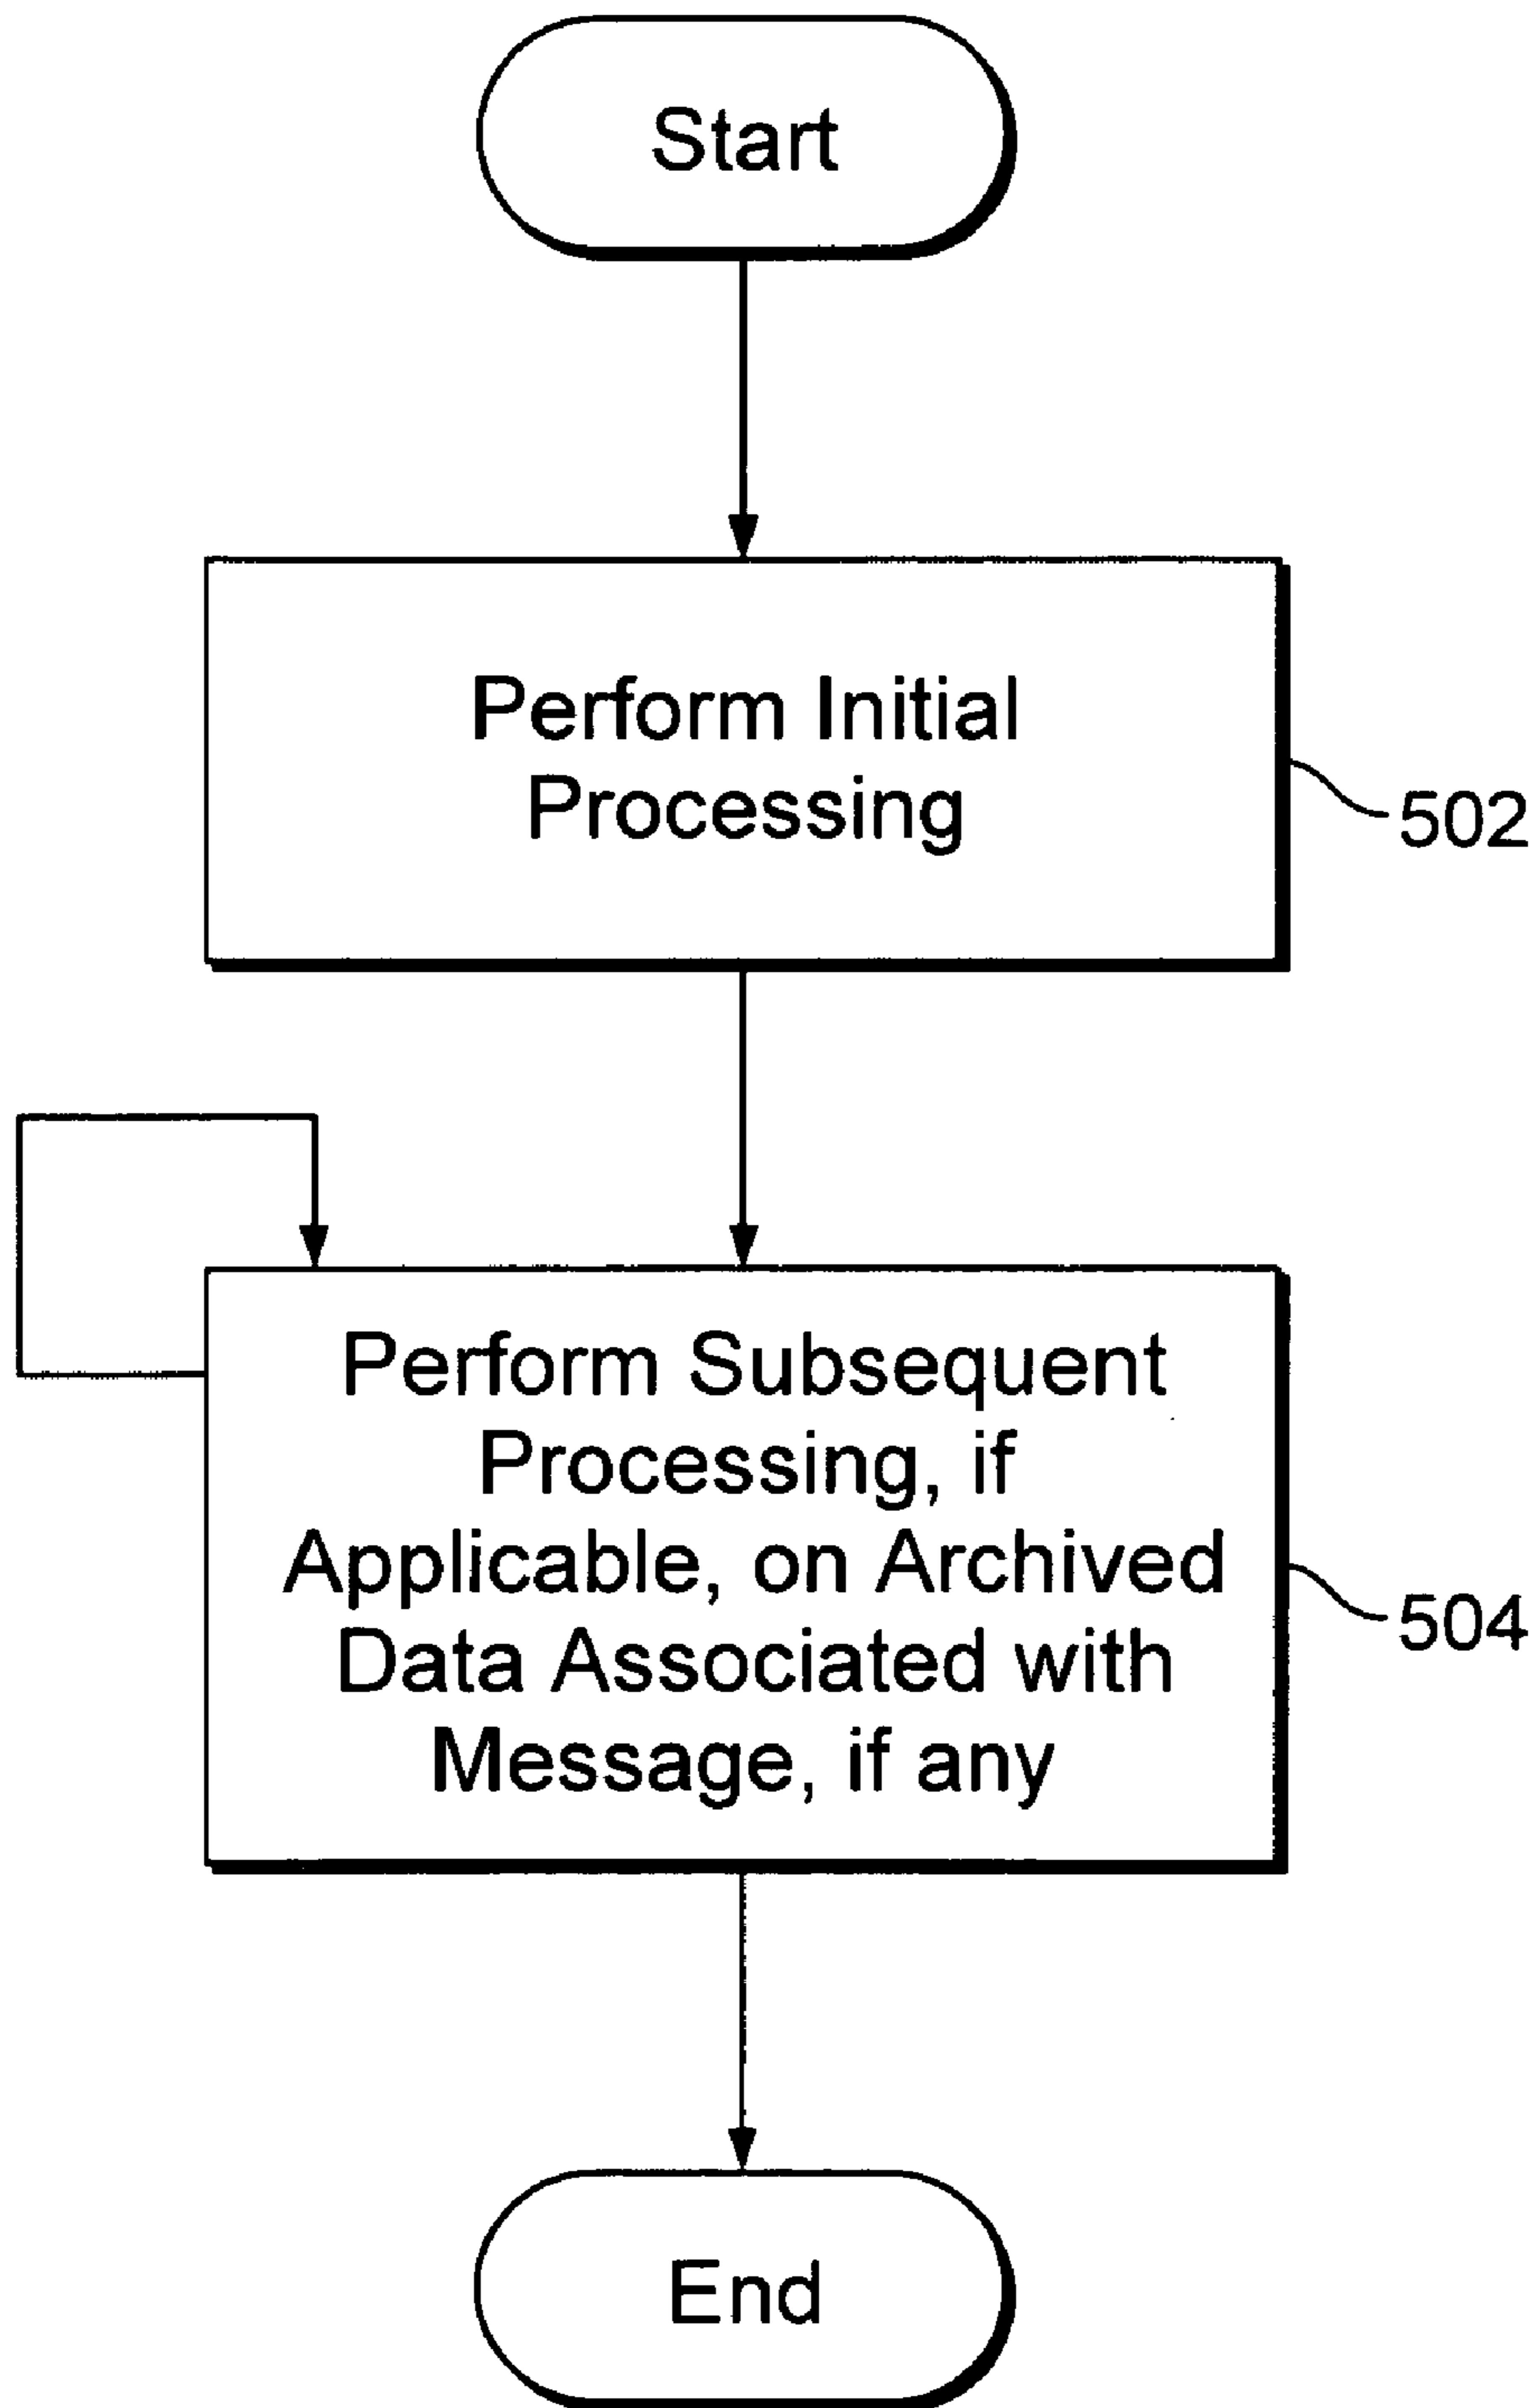 Start
Perform Initial
Processing
502
Perform Subsequent
Processing, if
Applicable, on Archived
Data Associated with
Message, if any
504
End